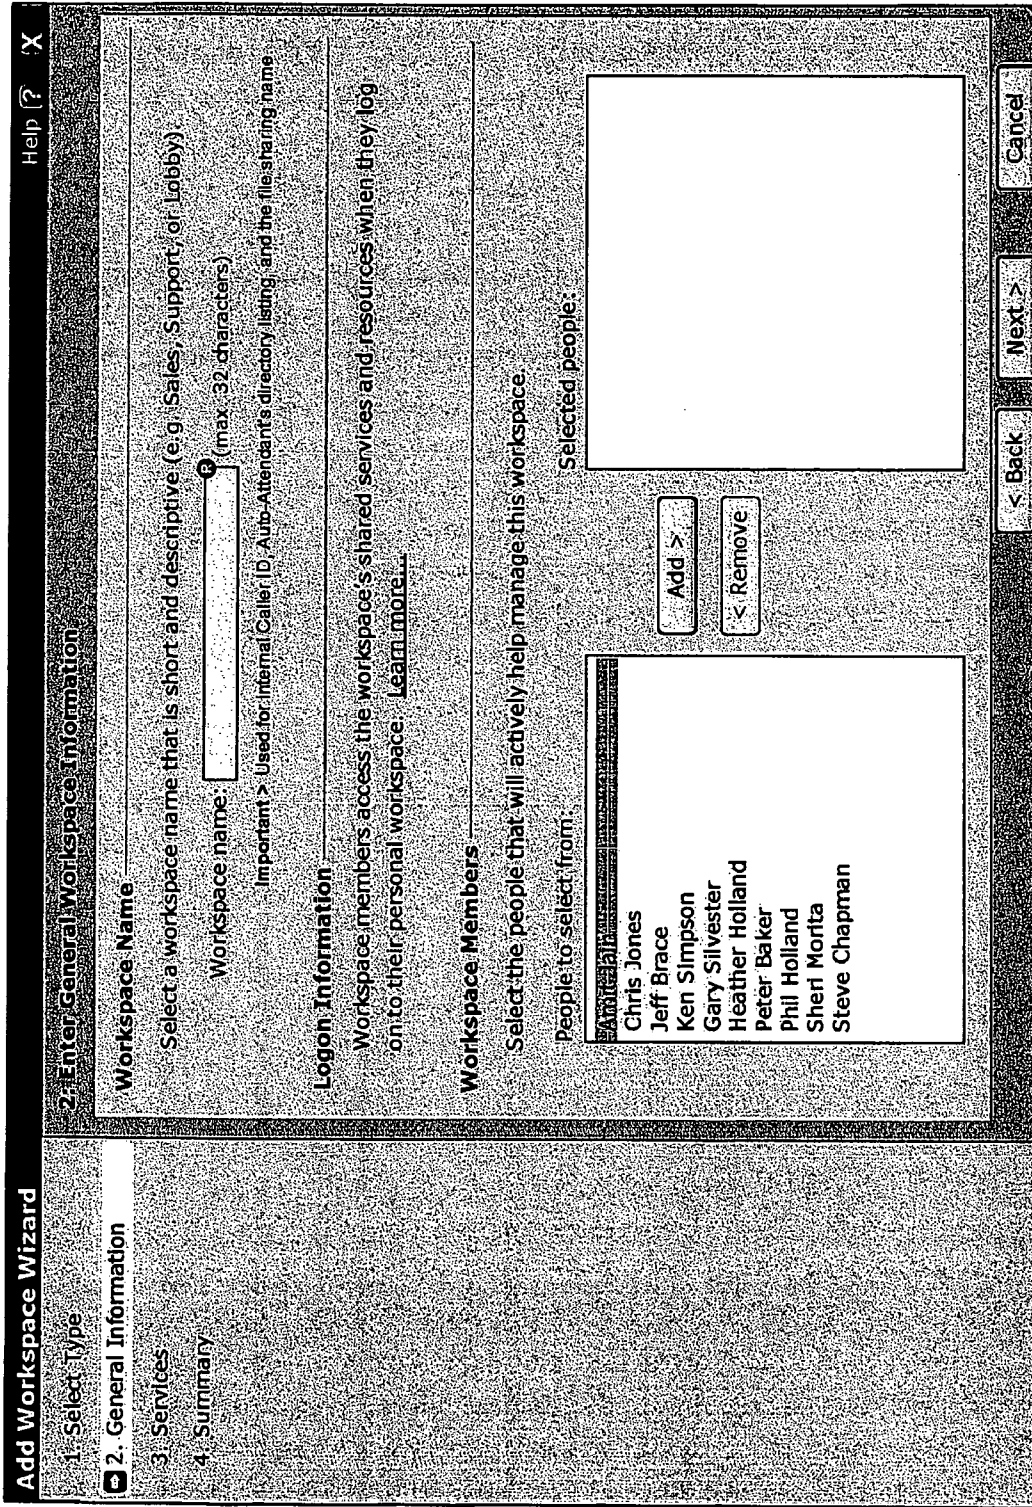 Add Workspace Wizard
Help ? X
1. Select Type
2. General Information
3 Services
4. Summary
2. Enter General Workspace Information
Workspace Name
Select a workspace name that is short and descriptive (e.g. Sales, Support, or Lobby).
Workspace name: R (max. 32 characters)
Important > Used for Internal Caller ID, Auto-Attendant's directory listing, and the file sharing name
Logon Information
Workspace members access the workspace's shared services and resources when they log
on to their personal workspace. Learn more...
Workspace Members
Select the people that will actively help manage this workspace.
People to select from:
Chris Jones
Jeff Brace
Ken Simpson
Gary Silvester
Heather Holland
Peter Baker
Phil Holland
Sheri Morita
Steve Chapman
Add >
< Remove
Selected people:
< Back
Next >
Cancel